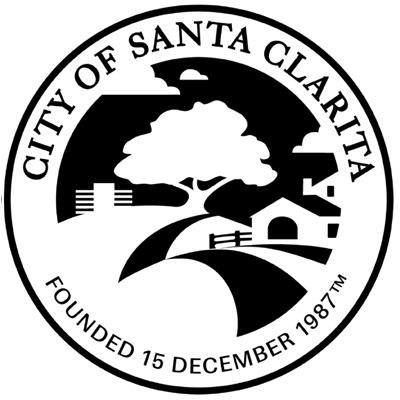 CITY OF SANTA CLARITA
FOUNDED 15 DECEMBER 1987™